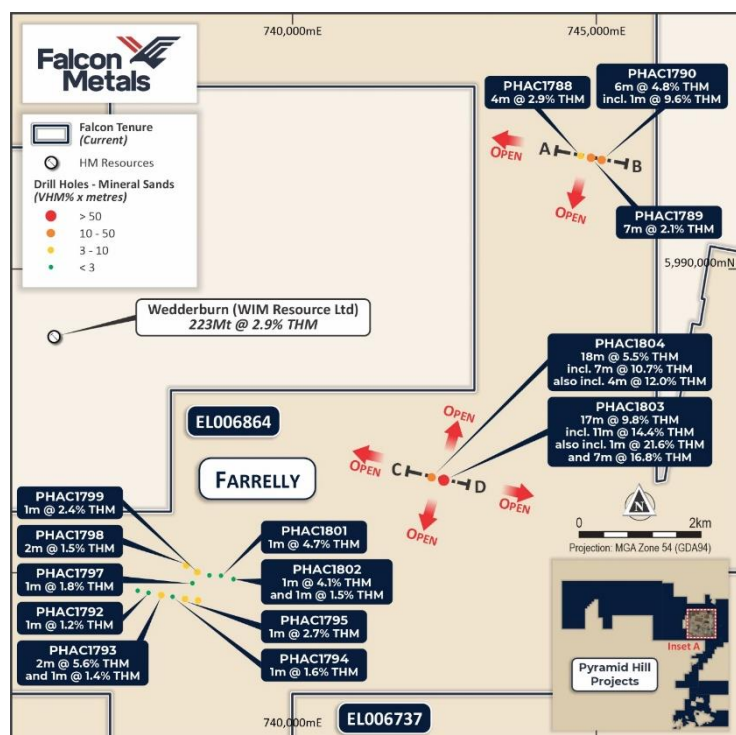 740,000mE
745,000mE
Falcon
Metals
Falcon Tenure
(Current)
HM Resources
Drill Holes - Mineral Sands
(VHM% x metres)
> 50
10 - 50
3 - 10
< 3
PHAC1788
4m @ 2.9% THM
PHAC1790
6m @ 4.8% THM
incl. 1m @ 9.6% THM
OPEN
A
B
OPEN
PHAC1789
7m @ 2.1% THM
5,990,000mN
Wedderburn (WIM Resource Ltd)
223Mt @ 2.9% THM
PHAC1804
18m @ 5.5% THM
incl. 7m @ 10.7% THM
also incl. 4m @ 12.0% THM
PHAC1803
17m @ 9.8% THM
incl. 11m @ 14.4% THM
also incl. 1m @ 21.6% THM
and 7m @ 16.8% THM
EL006864
FARRELLY
OPEN
OPEN
C
D
OPEN
OPEN
N
0
2km
Projection: MGA Zone 54 (GDA94)
PHAC1799
1m @ 2.4% THM
PHAC1798
2m @ 1.5% THM
PHAC1797
1m @ 1.8% THM
PHAC1792
1m @ 1.2% THM
PHAC1793
2m @ 5.6% THM
and 1m @ 1.4% THM
PHAC1801
1m @ 4.7% THM
PHAC1802
1m @ 4.1% THM
and 1m @ 1.5% THM
PHAC1795
1m @ 2.7% THM
PHAC1794
1m @ 1.6% THM
Inset A
Pyramid Hill
Projects
740,000mE
EL006737